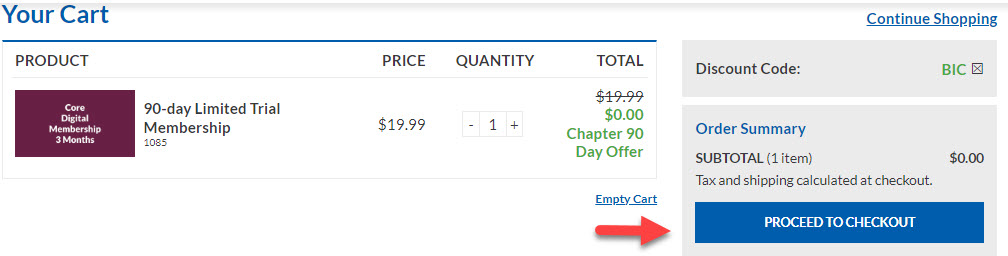 Your Cart
Continue Shopping
PRODUCT PRICE QUANTITY TOTAL
Core
Digital
Membership
3 Months
90-day Limited Trial
Membership
1085
$19.99
- 1 +
$19.99
$0.00
Chapter 90
Day Offer
Empty Cart
Discount Code: BIC
Order Summary
SUBTOTAL (1 item) $0.00
Tax and shipping calculated at checkout.
PROCEED TO CHECKOUT